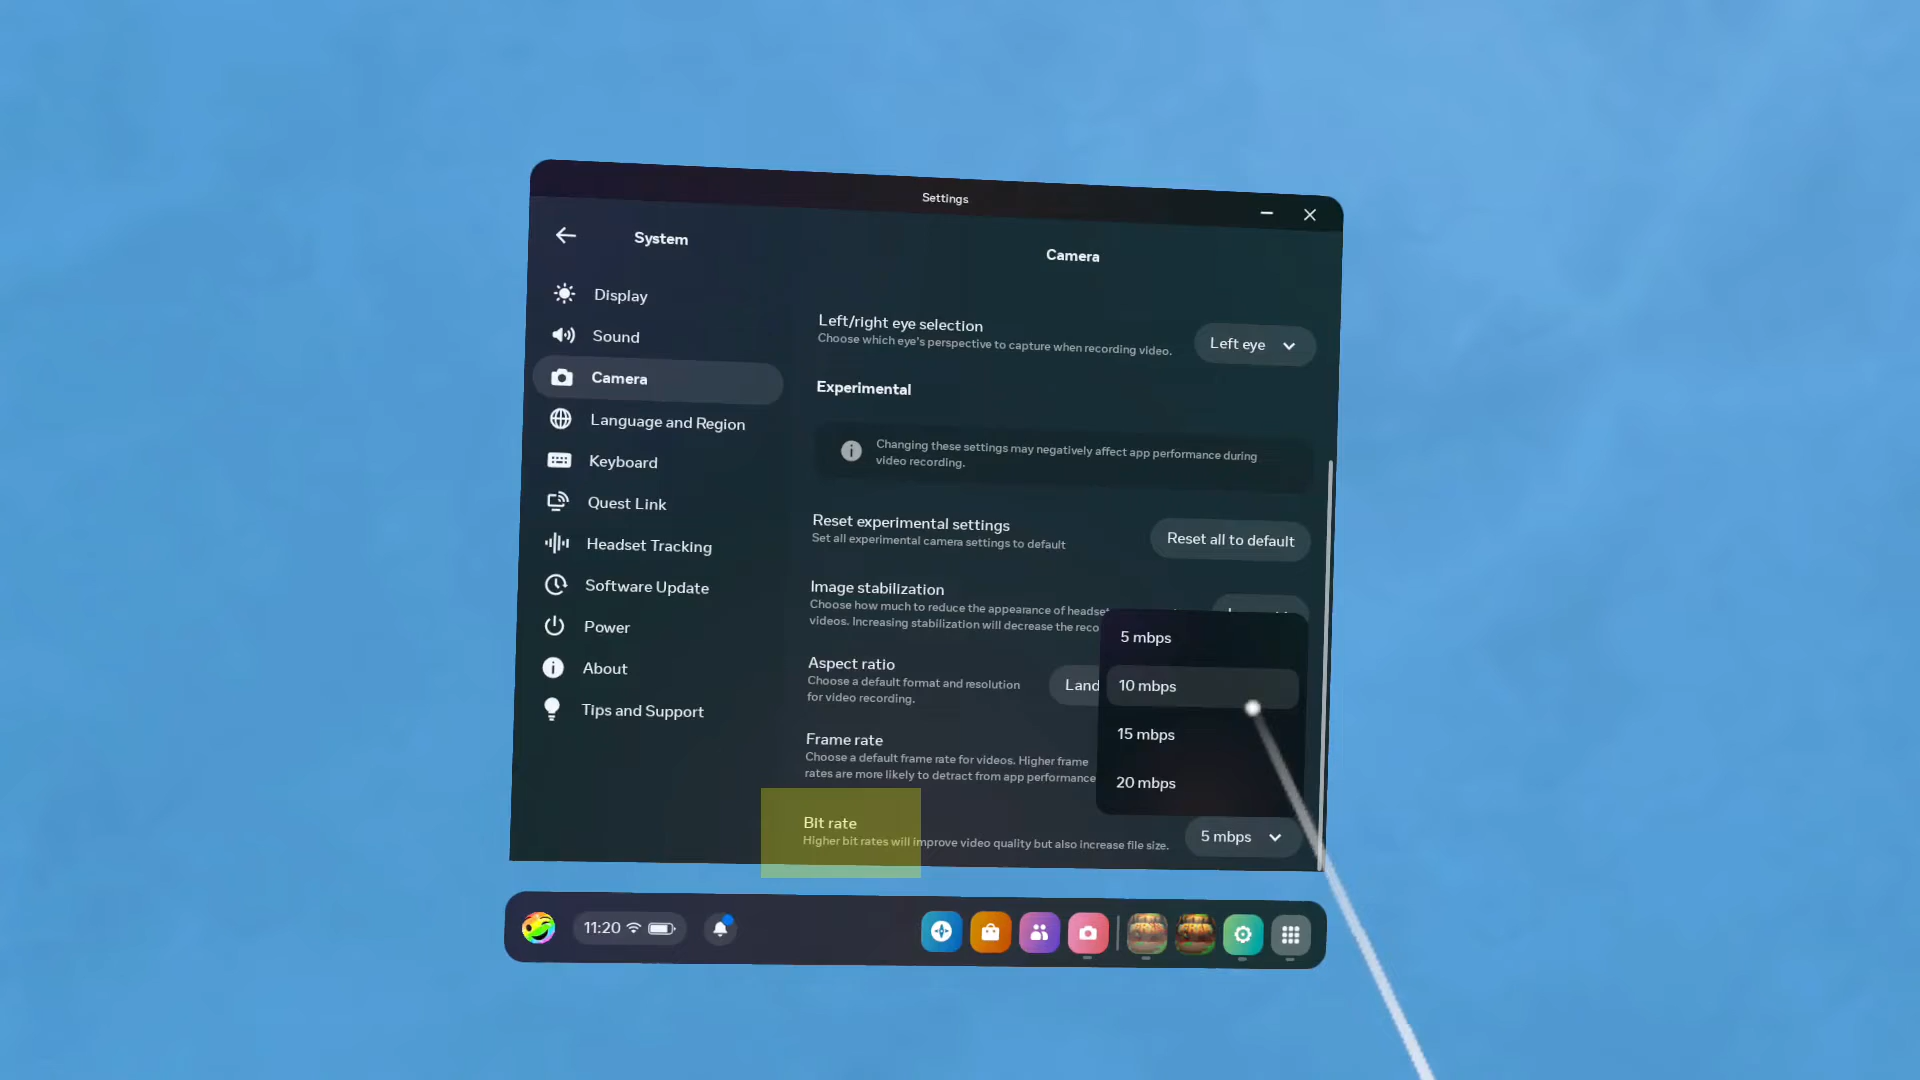 Settings
System
Camera
Display
Sound
Camera
Language and Region
Keyboard
Quest Link
Headset Tracking
Software Update
Power
About
Tips and Support
Left/right eye selection
Choose which eye's perspective to capture when recording video.
Left eye
Experimental
Changing these settings may negatively affect app performance during
video recording.
Reset experimental settings
Set all experimental camera settings to default
Reset all to default
Image stabilization
Choose how much to reduce the appearance of headset
videos. Increasing stabilization will decrease the reco
Aspect ratio
Choose a default format and resolution
for video recording.
Land
Frame rate
Choose a default frame rate for videos. Higher frame
rates are more likely to detract from app performance
5 mbps
10 mbps
15 mbps
20 mbps
Bit rate
Higher bit rates will improve video quality but also increase file size.
5 mbps
11:20